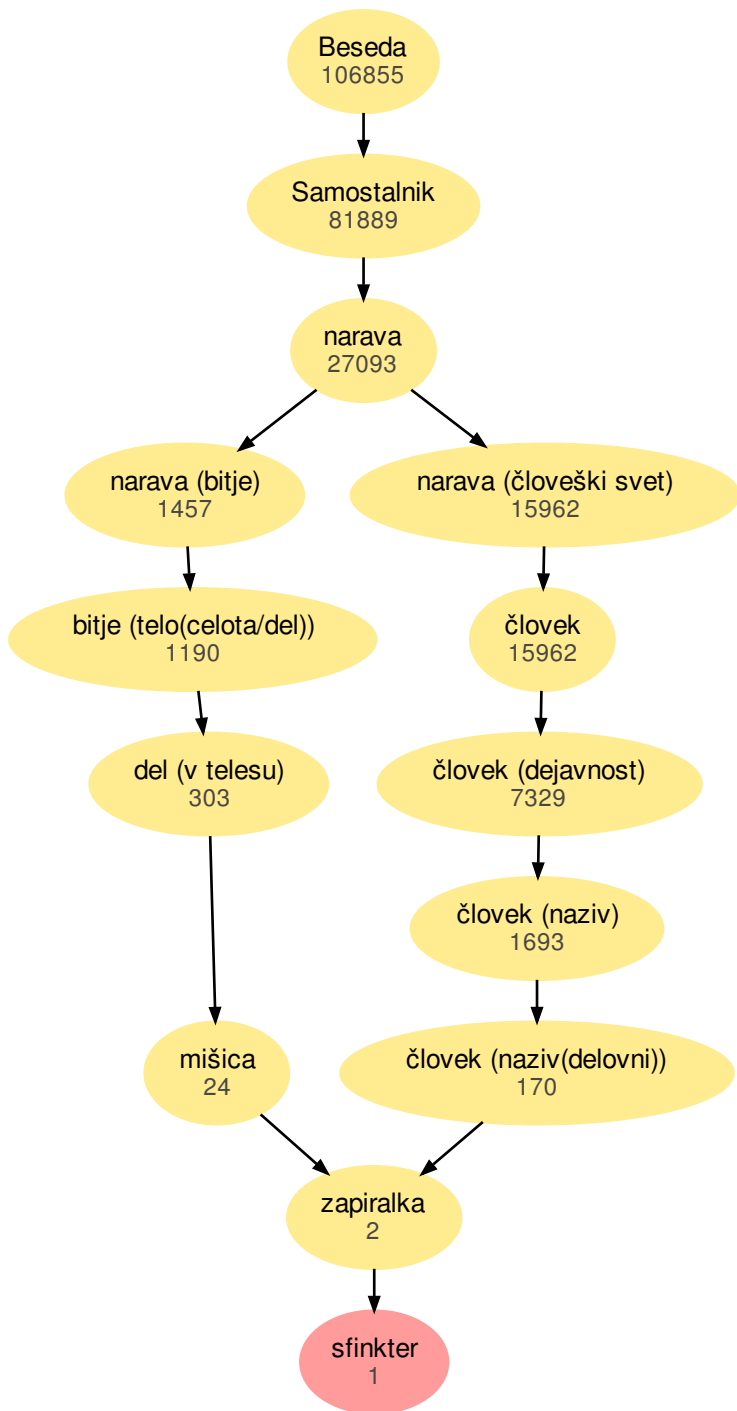 Beseda
106855
Samostalnik
81889
narava
27093
narava (bitje)
1457
narava (človeški svet)
15962
bitje (telo(celota/del))
1190
človek
15962
del (v telesu)
303
človek (dejavnost)
7329
človek (naziv)
1693
mišica
24
človek (naziv(delovni))
170
zapiralka
2
sfinkter
1